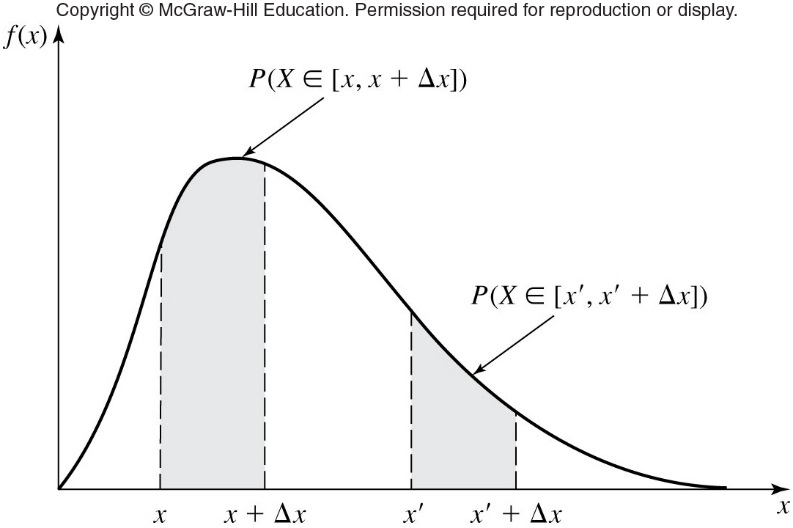 Copyright © McGraw-Hill Education. Permission required for reproduction or display.
f(x)
P(X ∈ [x, x + Δx])
P(X ∈ [x′, x′ + Δx])
x x + Δx x′ x′ + Δx x